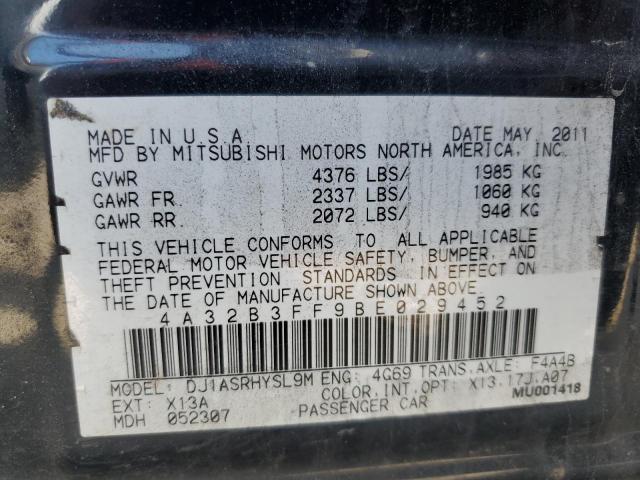 MADE IN U.S.A DATE MAY, 2011
MFD BY MITSUBISHI MOTORS NORTH AMERICA, INC.
GVWR 4376 LBS/ 1985 KG
GAWR FR. 2337 LBS/ 1060 KG
GAWR RR. 2072 LBS/ 940 KG
THIS VEHICLE CONFORMS TO ALL APPLICABLE
FEDERAL MOTOR VEHICLE SAFETY, BUMPER, AND
THEFT PREVENTION STANDARDS IN EFFECT ON
THE DATE OF MANUFACTURE SHOWN ABOVE.
4A32B3FF9BE029452
MODEL: DJ1ASRHYSL9M ENG: 4G69 TRANS.AXLE: F4A4B
EXT: X13A COLOR,INT,OPT: X13.17J.A07
MDH 052307 PASSENGER CAR MU001418